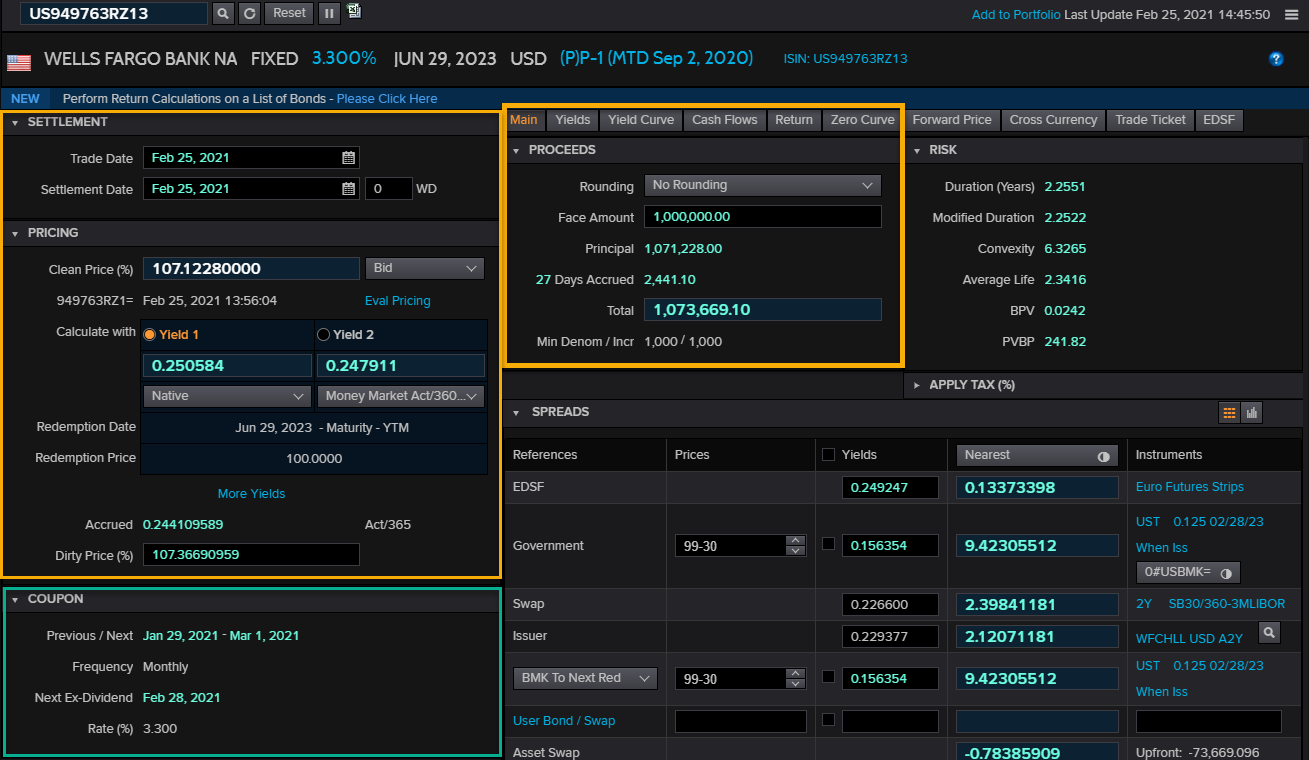 US949763RZ13 Reset Add to Portfolio Last Update Feb 25, 2021 14:45:50
WELLS FARGO BANK NA FIXED 3.300% JUN 29, 2023 USD (P)P-1 (MTD Sep 2, 2020) ISIN: US949763RZ13 ?
NEW Perform Return Calculations on a List of Bonds - Please Click Here
SETTLEMENT
Trade Date Feb 25, 2021
Settlement Date Feb 25, 2021 0 WD
PRICING
Clean Price (%) 107.12280000 Bid
949763RZ1= Feb 25, 2021 13:56:04 Eval Pricing
Calculate with Yield 1 Yield 2
0.250584 0.247911
Native Money Market Act/360...
Redemption Date Jun 29, 2023 - Maturity - YTM
Redemption Price 100.0000
More Yields
Accrued 0.244109589 Act/365
Dirty Price (%) 107.36690959
COUPON
Previous / Next Jan 29, 2021 - Mar 1, 2021
Frequency Monthly
Next Ex-Dividend Feb 28, 2021
Rate (%) 3.300
Main Yields Yield Curve Cash Flows Return Zero Curve Forward Price Cross Currency Trade Ticket EDSF
PROCEEDS
Rounding No Rounding
Face Amount 1,000,000.00
Principal 1,071,228.00
27 Days Accrued 2,441.10
Total 1,073,669.10
Min Denom / Incr 1,000 / 1,000
RISK
Duration (Years) 2.2551
Modified Duration 2.2522
Convexity 6.3265
Average Life 2.3416
BPV 0.0242
PVBP 241.82
APPLY TAX (%)
SPREADS
References Prices Yields Nearest Instruments
EDSF 0.249247 0.13373398 Euro Futures Strips
Government 99-30 0.156354 9.42305512 UST 0.125 02/28/23
When Iss
0#USBMK=
Swap 0.226600 2.39841181 2Y SB30/360-3MLIBOR
Issuer 0.229377 2.12071181 WFCHLL USD A2Y
BMK To Next Red 99-30 0.156354 9.42305512 UST 0.125 02/28/23
When Iss
User Bond / Swap
Asset Swap -0.78385909 Upfront: -73,669.096